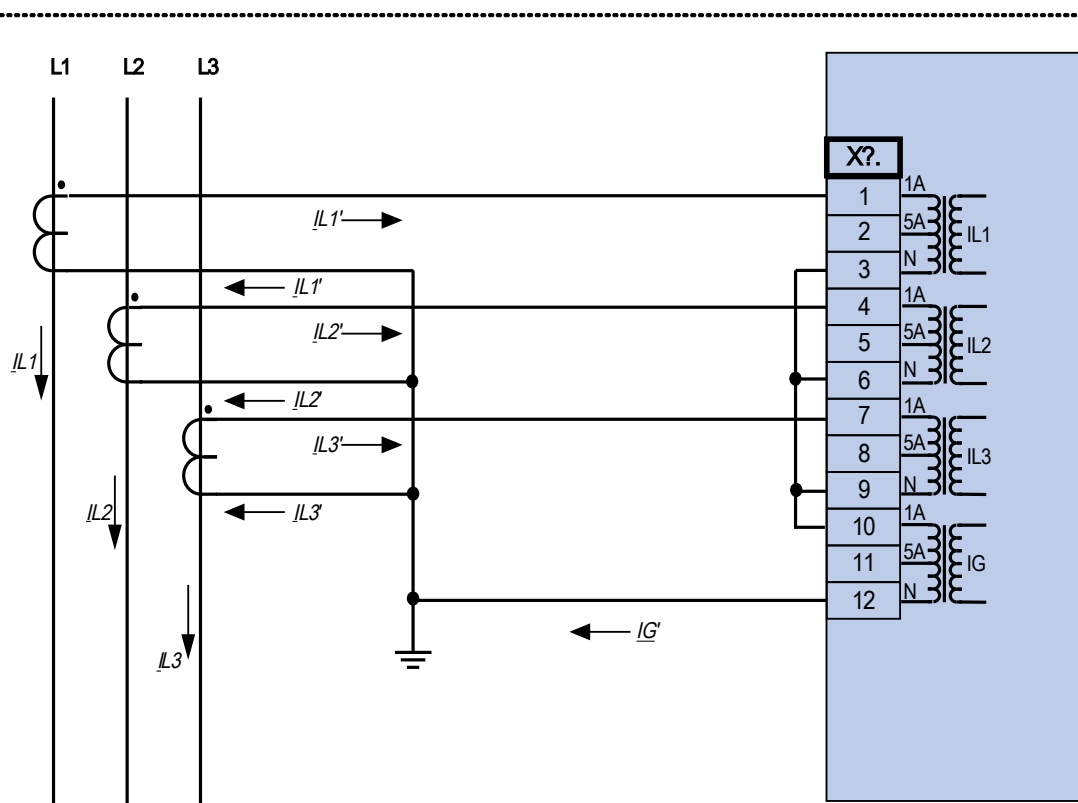 L1 L2 L3
X?.
1 1A
IL1'
2 5A IL1
3 N
IL1'
4 1A
IL2'
5 5A IL2
IL1
6 N
IL2'
7 1A
IL3'
8 5A IL3
9 N
IL2
IL3'
10 1A
11 5A IG
12 N
IG'
IL3